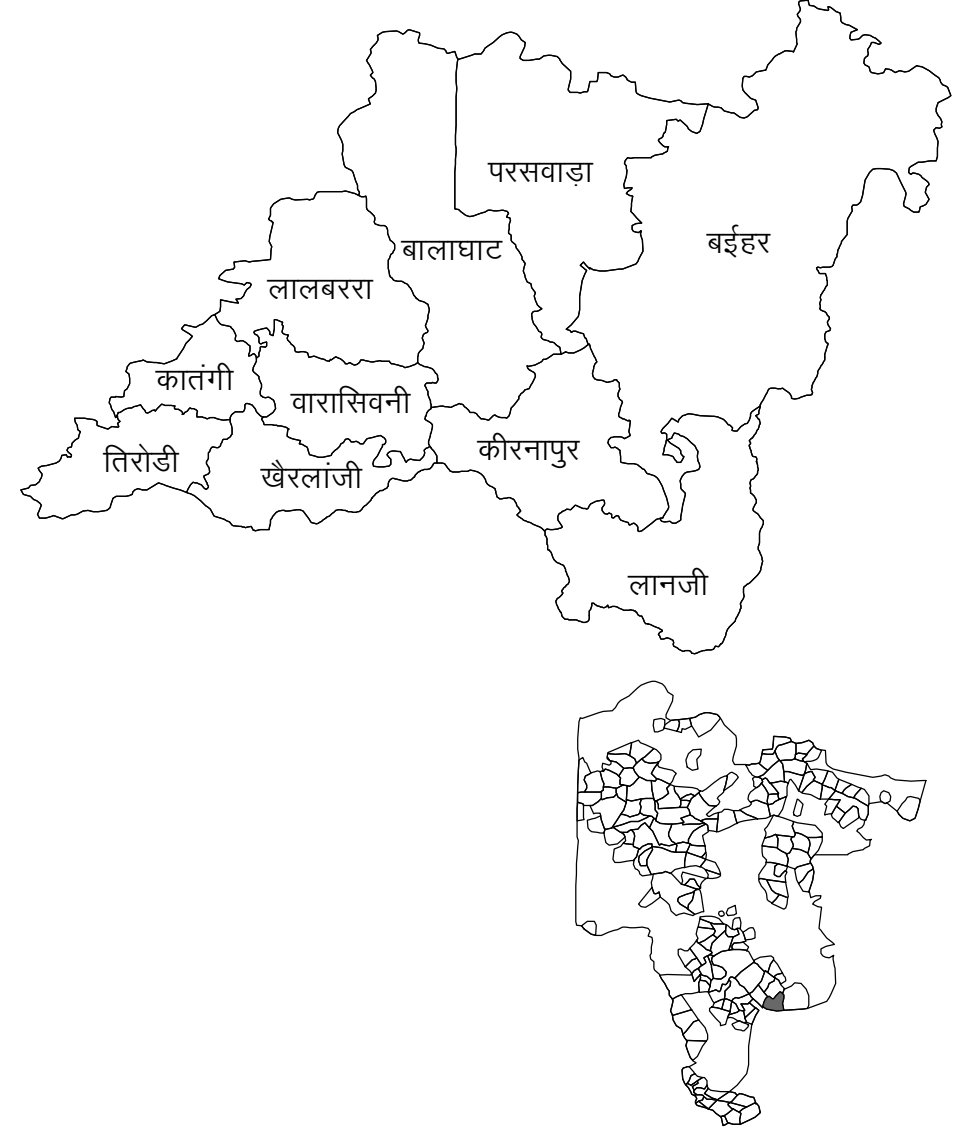 परसवाड़ा
बईहर
बालाघाट
लालबररा
कातंगी
वारासिवनी
कीरनापुर
तिरोडी
खैरलांजी
लानजी